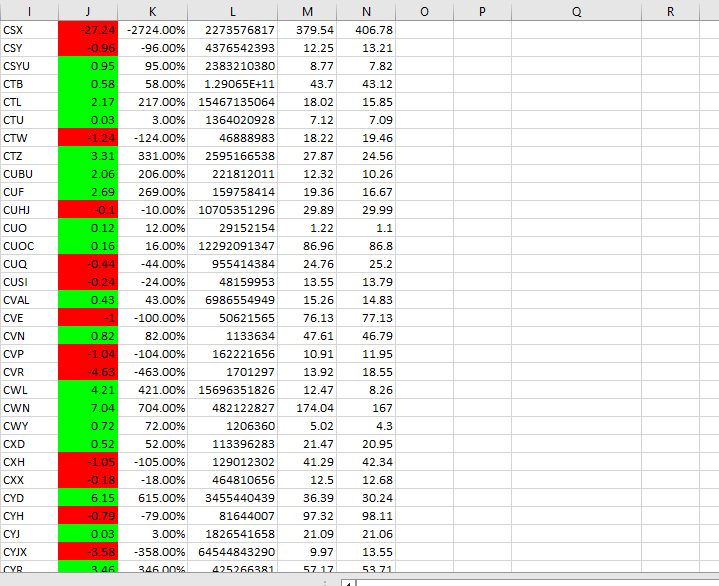 I J K L M N O P Q R
CSX -27.24 -2724.00% 2273576817 379.54 406.78
CSY -0.96 -96.00% 4376542393 12.25 13.21
CSYU 0.95 95.00% 2383210380 8.77 7.82
CTB 0.58 58.00% 1.29065E+11 43.7 43.12
CTL 2.17 217.00% 15467135064 18.02 15.85
CTU 0.03 3.00% 1364020928 7.12 7.09
CTW -1.24 -124.00% 46888983 18.22 19.46
CTZ 3.31 331.00% 2595166538 27.87 24.56
CUBU 2.06 206.00% 221812011 12.32 10.26
CUF 2.69 269.00% 159758414 19.36 16.67
CUHJ -0.1 -10.00% 10705351296 29.89 29.99
CUO 0.12 12.00% 29152154 1.22 1.1
CUOC 0.16 16.00% 12292091347 86.96 86.8
CUQ -0.44 -44.00% 955414384 24.76 25.2
CUSI -0.24 -24.00% 48159953 13.55 13.79
CVAL 0.43 43.00% 6986554949 15.26 14.83
CVE -1 -100.00% 50621565 76.13 77.13
CVN 0.82 82.00% 1133634 47.61 46.79
CVP -1.04 -104.00% 162221656 10.91 11.95
CVR -4.63 -463.00% 1701297 13.92 18.55
CWL 4.21 421.00% 15696351826 12.47 8.26
CWN 7.04 704.00% 482122827 174.04 167
CWY 0.72 72.00% 1206360 5.02 4.3
CXD 0.52 52.00% 113396283 21.47 20.95
CXH -1.05 -105.00% 129012302 41.29 42.34
CXX -0.18 -18.00% 464810656 12.5 12.68
CYD 6.15 615.00% 3455440439 36.39 30.24
CYH -0.79 -79.00% 81644007 97.32 98.11
CYJ 0.03 3.00% 1826541658 21.09 21.06
CYJX -3.58 -358.00% 64544843290 9.97 13.55
CYR 3.46 346.00% 425266381 57.17 53.71